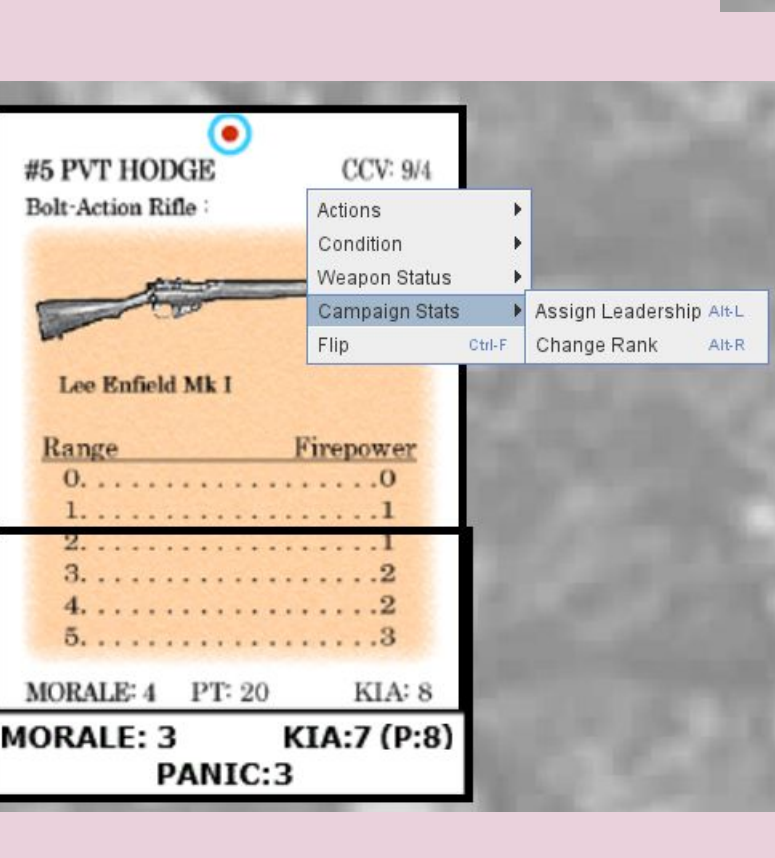 #5 PVT HODGE CCV: 9/4
Bolt-Action Rifle :
Actions
Condition
Weapon Status
Campaign Stats
Flip Ctrl-F
Assign Leadership Alt-L
Change Rank Alt-R
Lee Enfield Mk I
Range Firepower
0. . . . . . . . . . . . . . . . . . .0
1. . . . . . . . . . . . . . . . . . .1
2. . . . . . . . . . . . . . . . . . .1
3. . . . . . . . . . . . . . . . . . .2
4. . . . . . . . . . . . . . . . . . .2
5. . . . . . . . . . . . . . . . . . .3
MORALE: 4 PT: 20 KIA: 8
MORALE: 3 KIA:7 (P:8)
PANIC:3